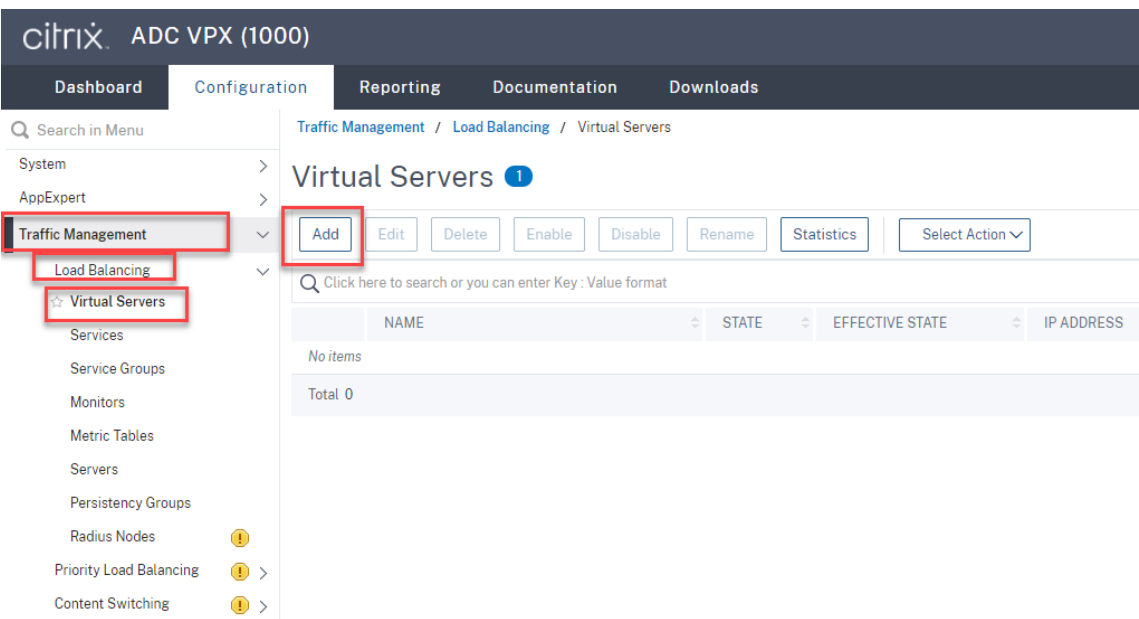 citrix. ADC VPX (1000)
Dashboard Configuration Reporting Documentation Downloads
Search in Menu
System
AppExpert
Traffic Management
Load Balancing
Virtual Servers
Services
Service Groups
Monitors
Metric Tables
Servers
Persistency Groups
Radius Nodes
Priority Load Balancing
Content Switching
Traffic Management / Load Balancing / Virtual Servers
Virtual Servers 1
Add Edit Delete Enable Disable Rename Statistics Select Action
Click here to search or you can enter Key : Value format
NAME STATE EFFECTIVE STATE IP ADDRESS
No items
Total 0